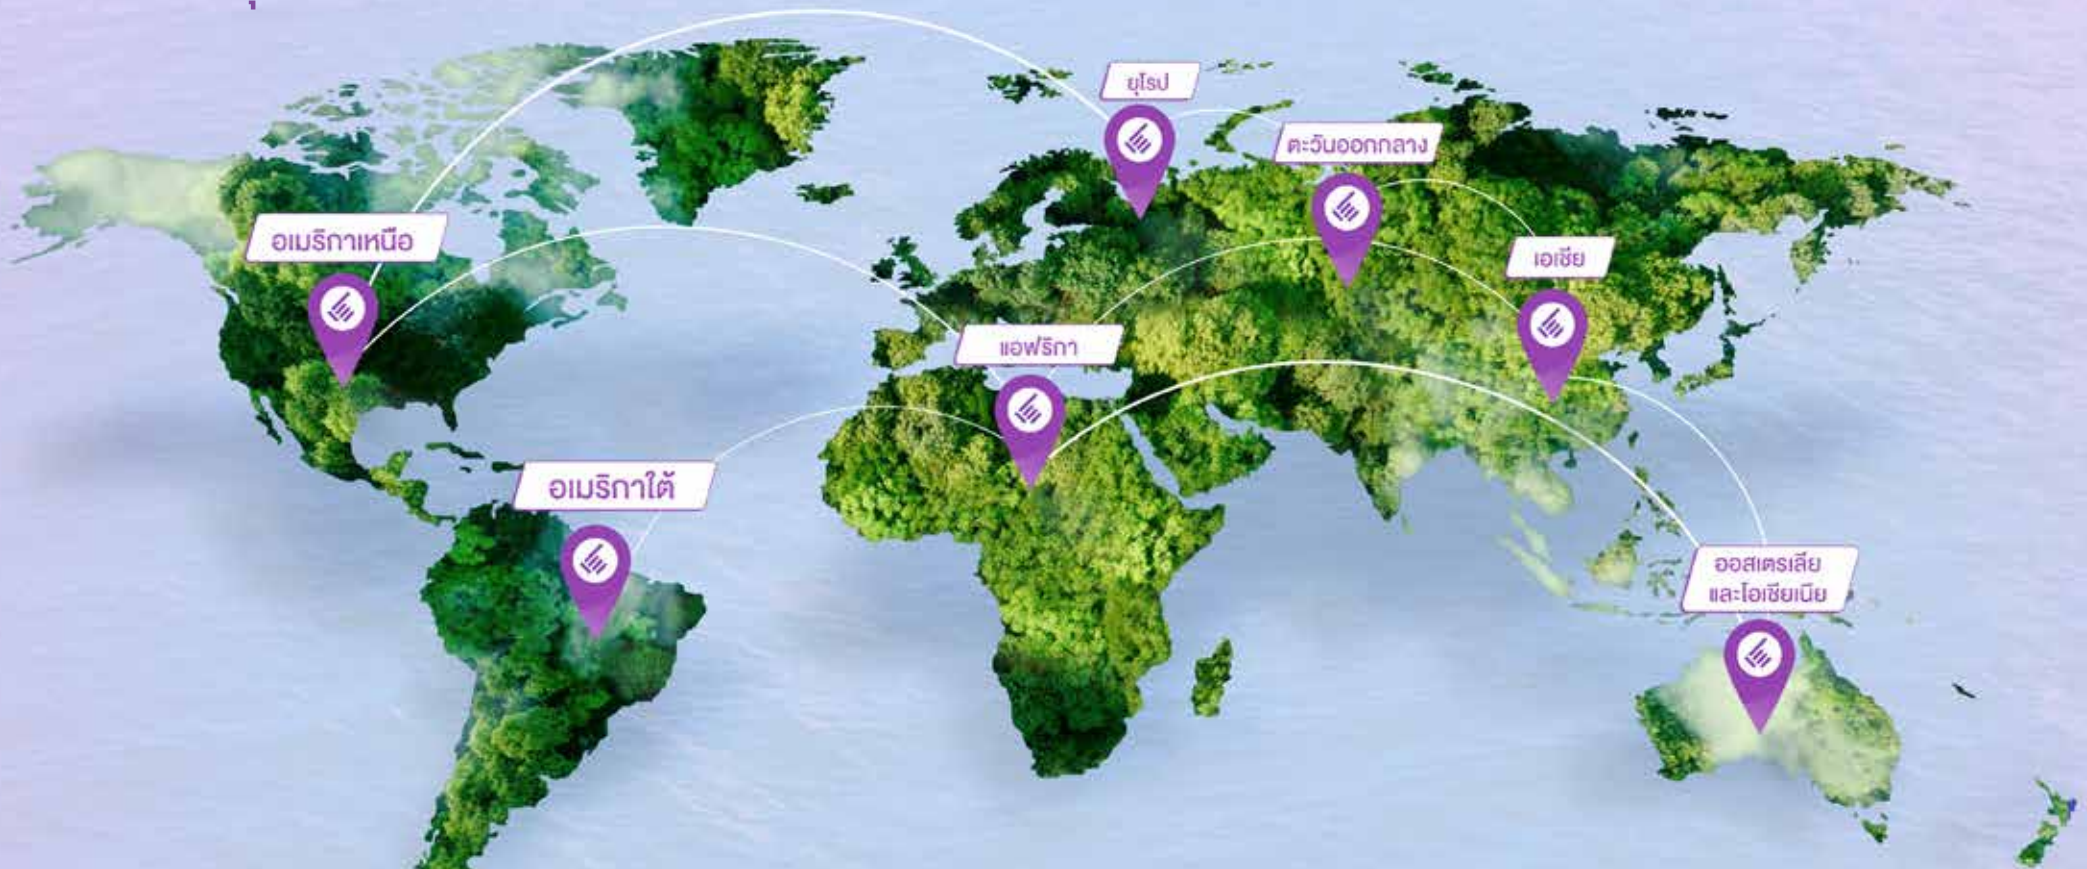 ยุโรป
ตะวันออกกลาง
อเมริกาเหนือ
เอเชีย
แอฟริกา
อเมริกาใต้
ออสเตรเลีย
และโอเชียเนีย